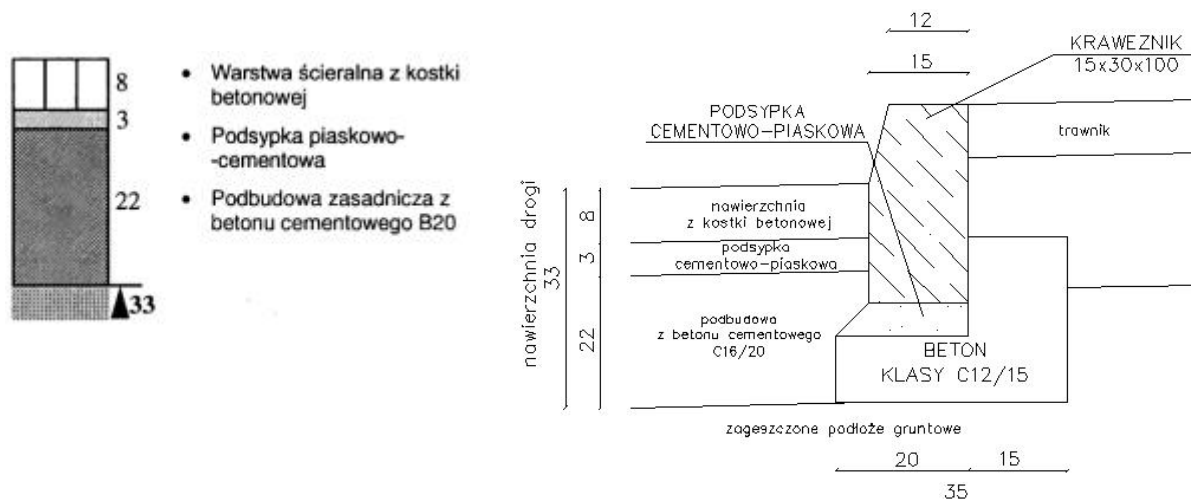 8
3
22
33
• Warstwa ścieralna z kostki
betonowej
• Podsypka piaskowo-
-cementowa
• Podbudowa zasadnicza z
betonu cementowego B20
12
15
KRAWEZNIK
15x30x100
PODSYPKA
CEMENTOWO-PIASKOWA
trawnik
nawierzchnia drogi
33
8
3
22
nawierzchnia
z kostki betonowej
podsypka
cementowo-piaskowa
podbudowa
z betonu cementowego
C16/20
BETON
KLASY C12/15
zagęszczone podłoże gruntowe
20
15
35